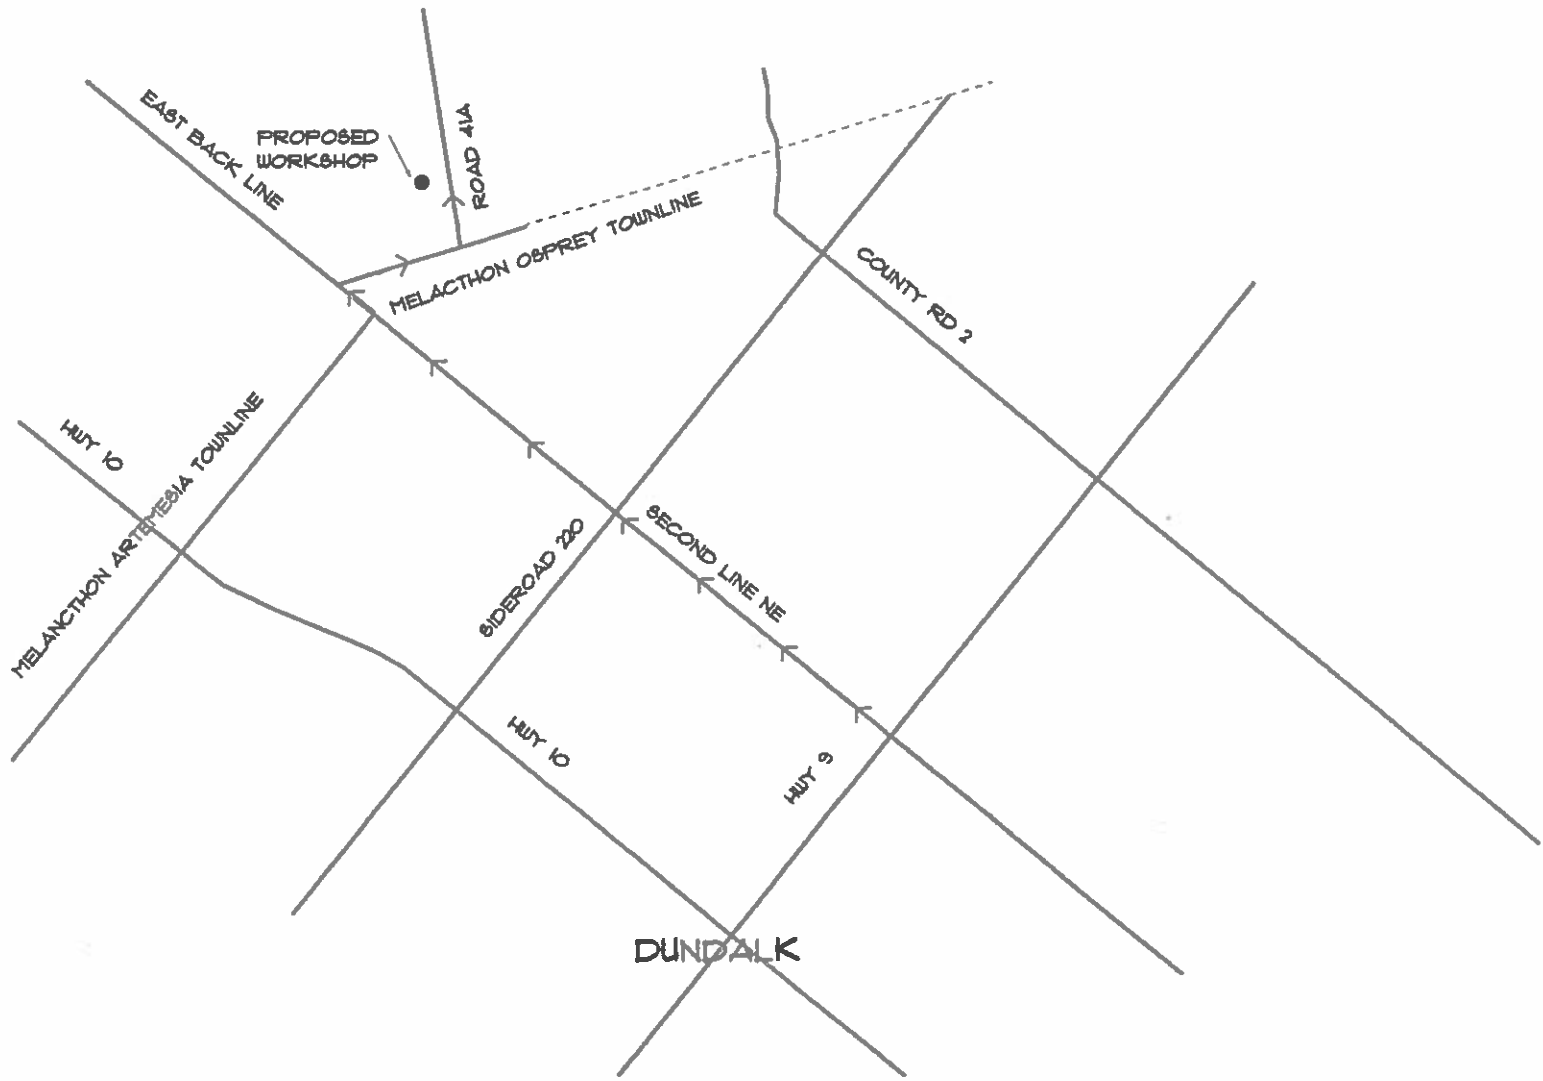 EAST BACK LINE
PROPOSED
WORKSHOP
ROAD 41A
MELACTHON OSPREY TOWNLINE
COUNTY RD 2
HWY 10
MELANCTHON ARTEMESIA TOWNLINE
SIDEROAD 220
SECOND LINE NE
HWY 10
HWY 9
DUNDALK